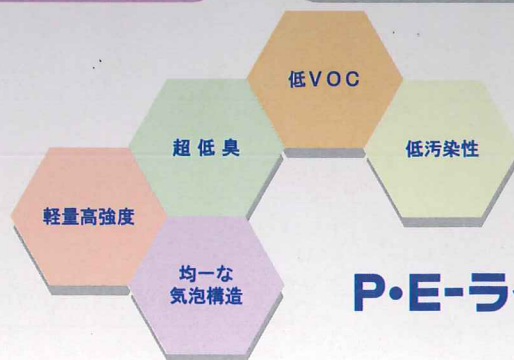 低VOC
超低臭
低汚染性
軽量高強度
均一な
気泡構造
P・E-ラ